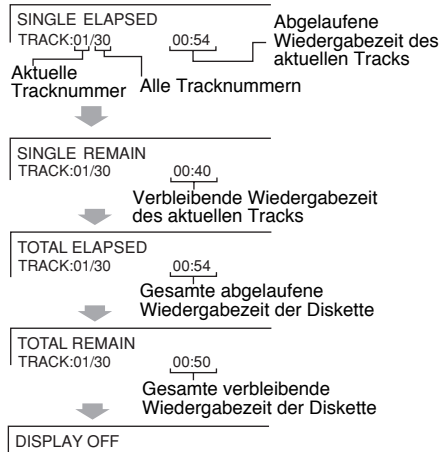 SINGLE ELAPSED
TRACK:01/30 00:54
Abgelaufene
Wiedergabezeit des
aktuellen Tracks
Aktuelle
Tracknummer
Alle Tracknummern
SINGLE REMAIN
TRACK:01/30 00:40
Verbleibende Wiedergabezeit
des aktuellen Tracks
TOTAL ELAPSED
TRACK:01/30 00:54
Gesamte abgelaufene
Wiedergabezeit der Diskette
TOTAL REMAIN
TRACK:01/30 00:50
Gesamte verbleibende
Wiedergabezeit der Diskette
DISPLAY OFF